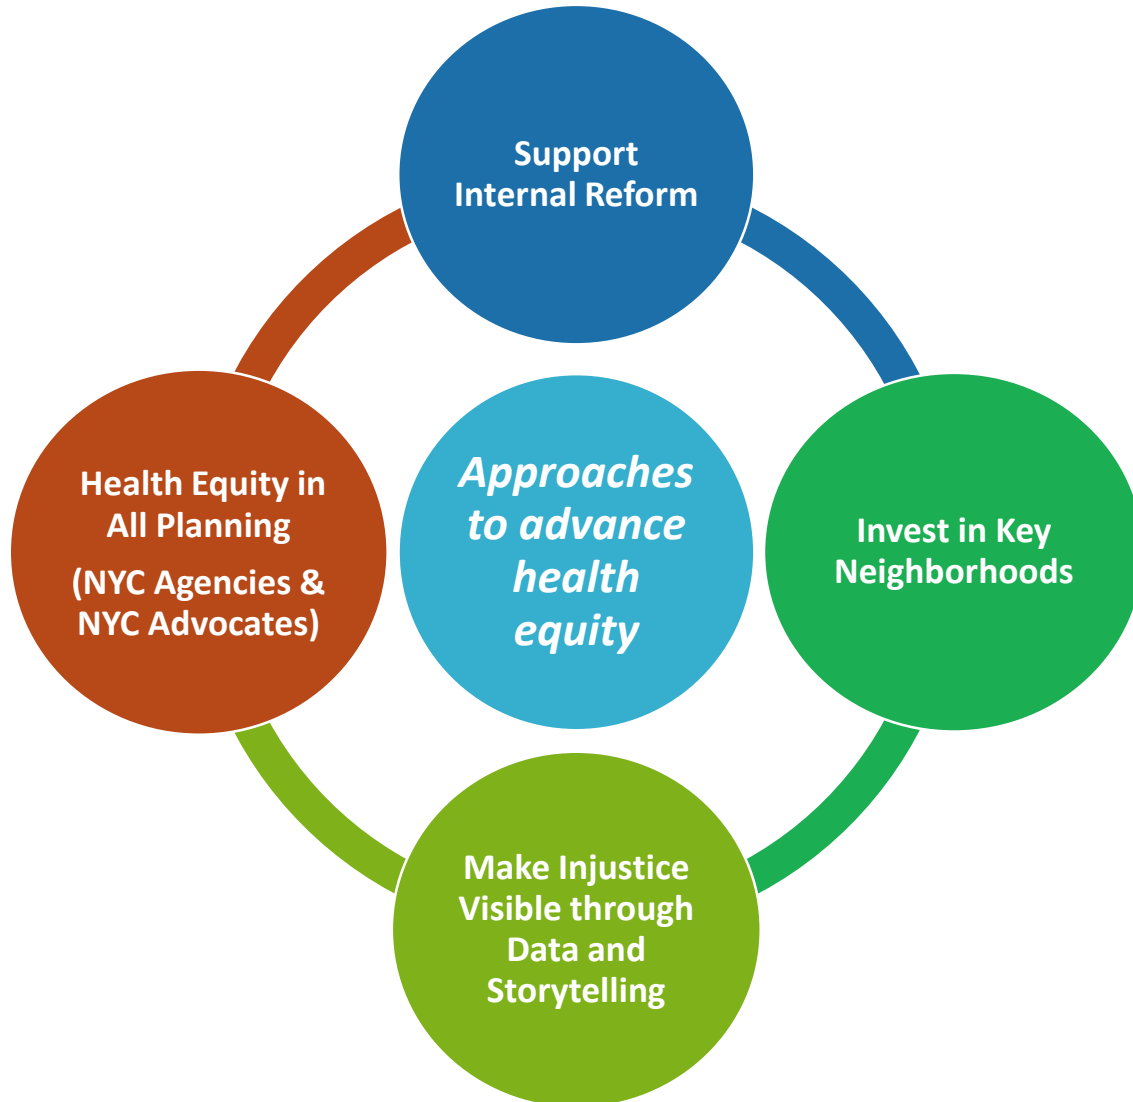 Support
Internal Reform
Health Equity in
All Planning
(NYC Agencies &
NYC Advocates)
Approaches
to advance
health
equity
Invest in Key
Neighborhoods
Make Injustice
Visible through
Data and
Storytelling